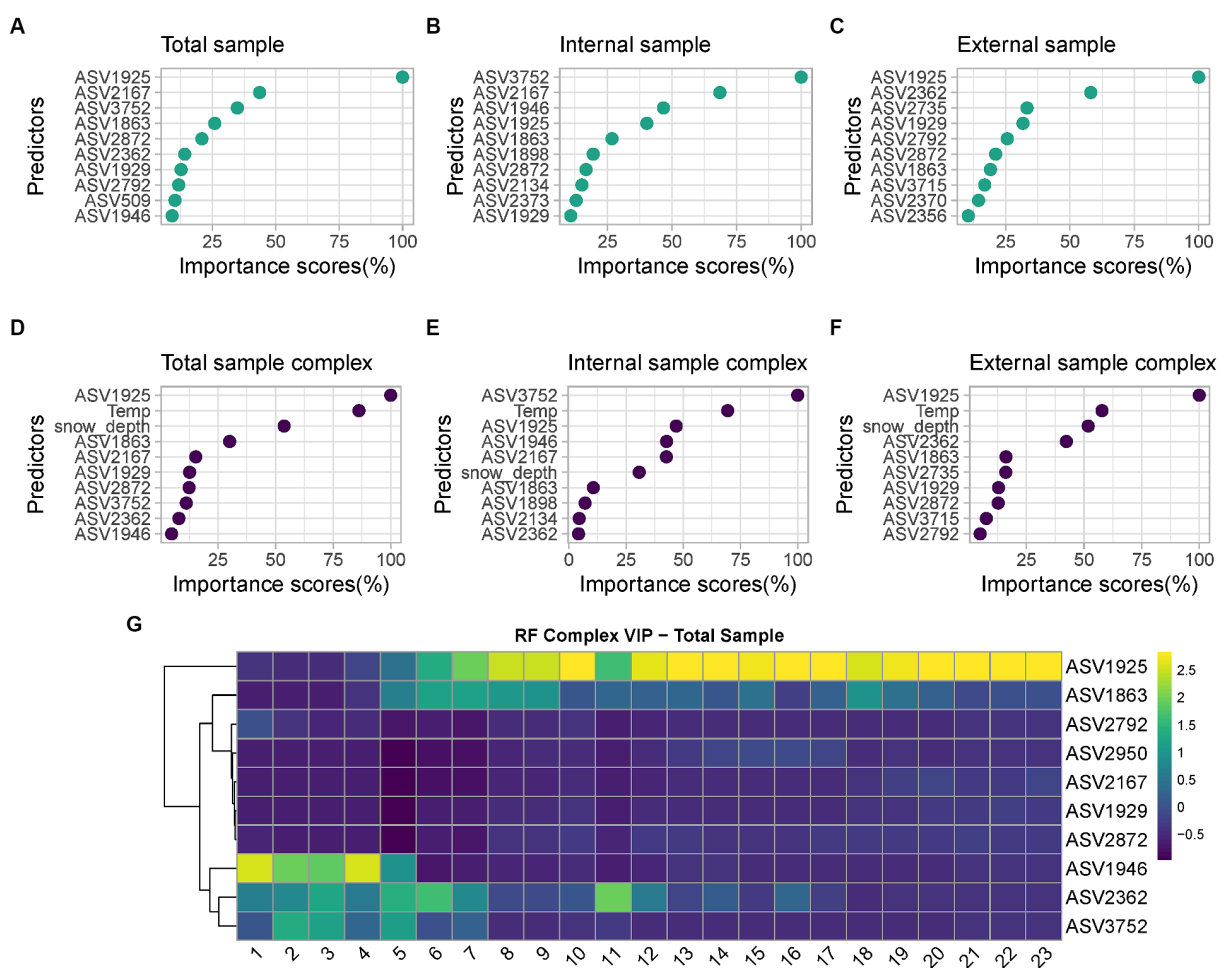 A
Total sample
Predictors
ASV1925
ASV2167
ASV3752
ASV1863
ASV2872
ASV2362
ASV1929
ASV2792
ASV509
ASV1946
25
50
75
100
Importance scores(%)
B
Internal sample
Predictors
ASV3752
ASV2167
ASV1946
ASV1925
ASV1863
ASV1898
ASV2872
ASV2134
ASV2373
ASV1929
25
50
75
100
Importance scores(%)
C
External sample
Predictors
ASV1925
ASV2362
ASV2735
ASV1929
ASV2792
ASV2872
ASV1863
ASV3715
ASV2370
ASV2356
25
50
75
100
Importance scores(%)
D
Total sample complex
Predictors
ASV1925
Temp
snow_depth
ASV1863
ASV2167
ASV1929
ASV2872
ASV3752
ASV2362
ASV1946
25
50
75
100
Importance scores(%)
E
Internal sample complex
Predictors
ASV3752
Temp
ASV1925
ASV1946
ASV2167
snow_depth
ASV1863
ASV1898
ASV2134
ASV2362
0
25
50
75
100
Importance scores(%)
F
External sample complex
Predictors
ASV1925
Temp
snow_depth
ASV2362
ASV1863
ASV2735
ASV1929
ASV2872
ASV3715
ASV2792
25
50
75
100
Importance scores(%)
G
RF Complex VIP − Total Sample
ASV1925
ASV1863
ASV2792
ASV2950
ASV2167
ASV1929
ASV2872
ASV1946
ASV2362
ASV3752
1
2
3
4
5
6
7
8
9
10
11
12
13
14
15
16
17
18
19
20
21
22
23
2.5
2
1.5
1
0.5
0
−0.5